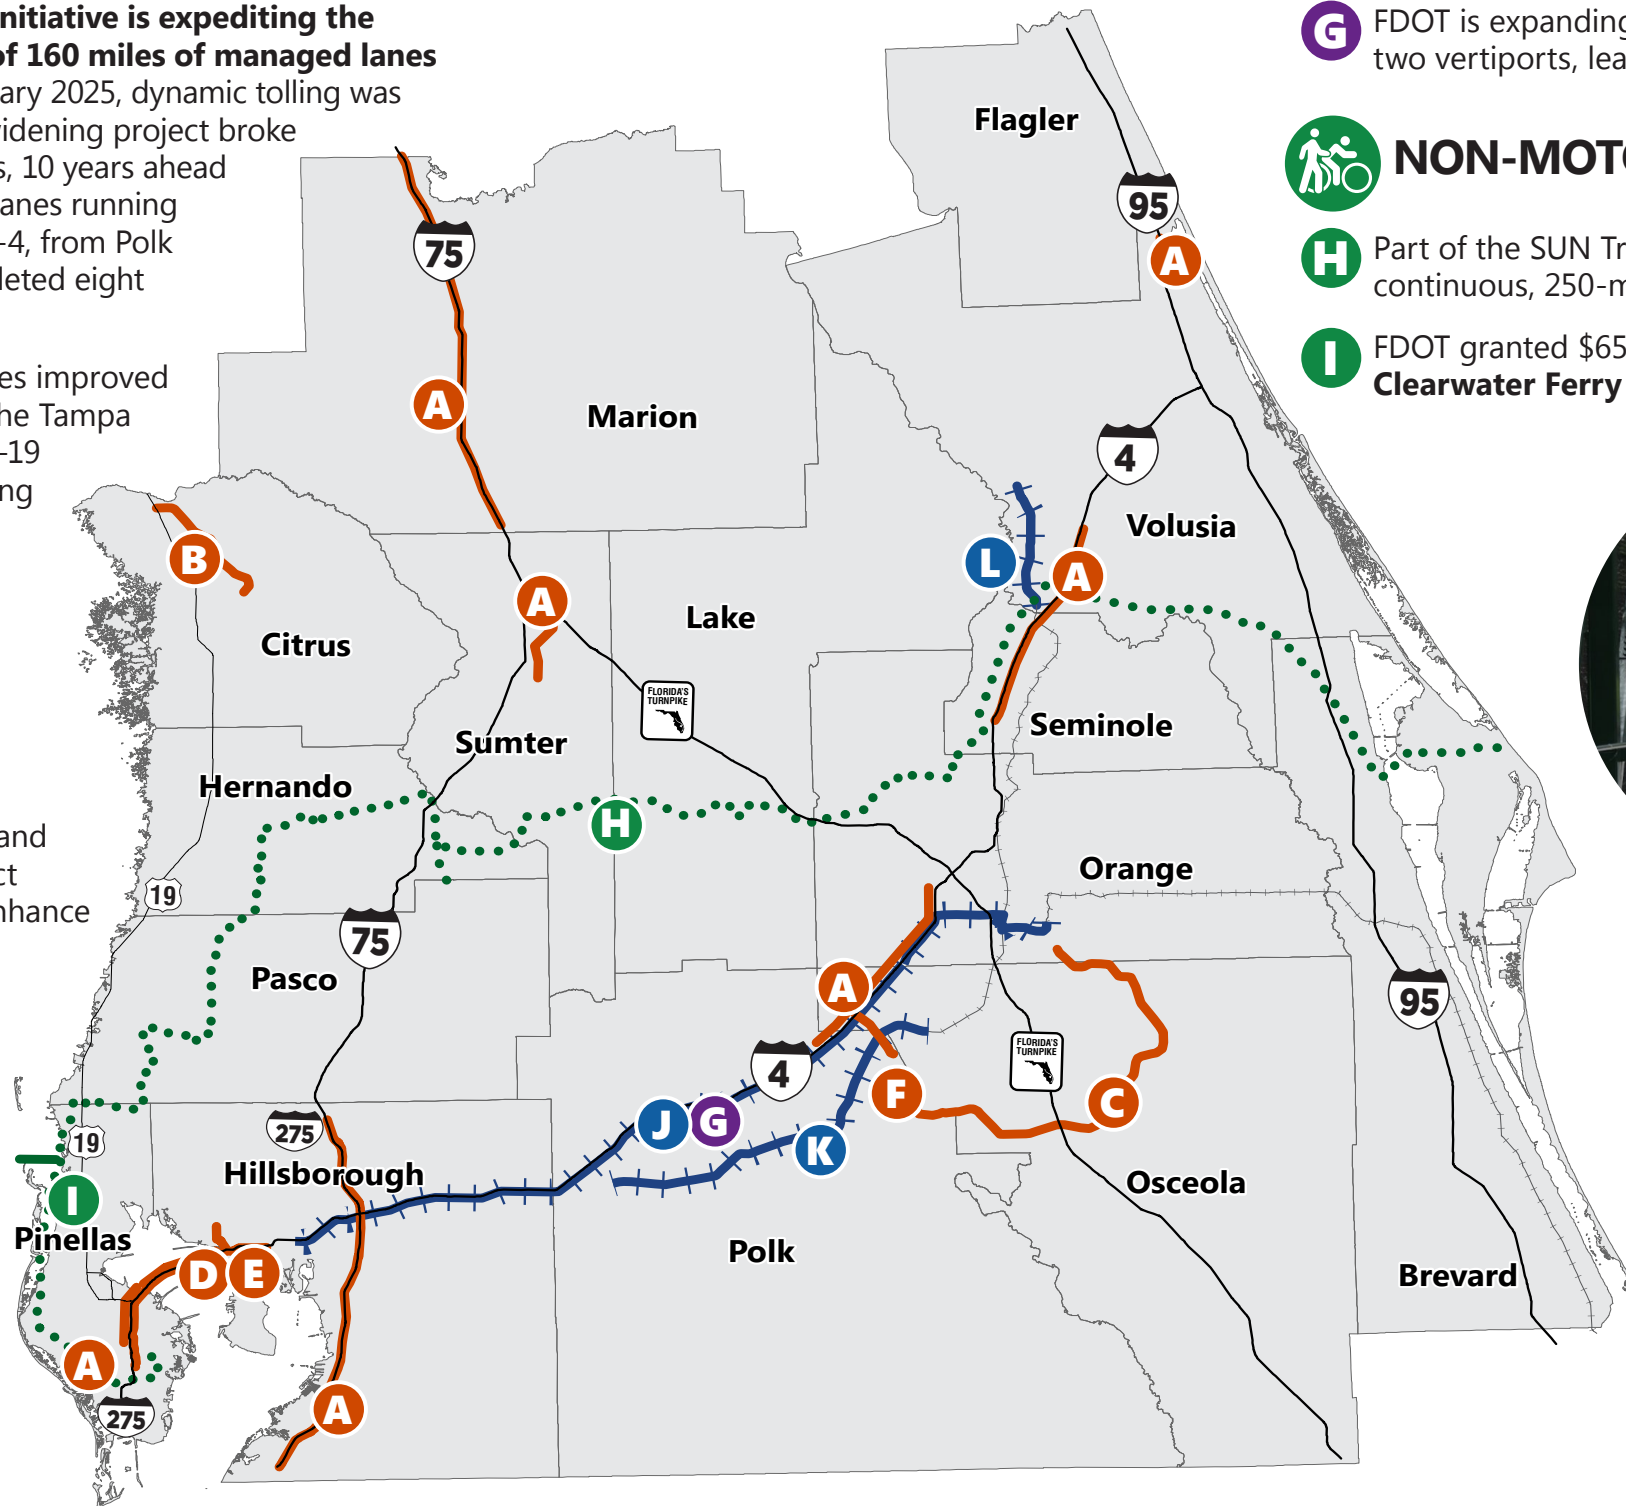 nitiative is expediting the
of 160 miles of managed lanes
ary 2025, dynamic tolling was
widening project broke
s, 10 years ahead
anes running
-4, from Polk
leted eight
es improved
he Tampa
-19
ng
and
ct
nhance
G FDOT is expanding
two vertiports, lea
NON-MOTO
H Part of the SUN Tr
continuous, 250-m
I FDOT granted $65
Clearwater Ferry
Flagler
95
A
75
A
Marion
4
Volusia
L
A
B
Citrus
A
Lake
FLORIDA'S
TURNPIKE
Seminole
Sumter
Hernando
H
Orange
19
75
Pasco
A
95
FLORIDA'S
TURNPIKE
4
F
C
J
G
K
275
19
Hillsborough
I
Pinellas
Osceola
Polk
D
E
Brevard
A
275
A